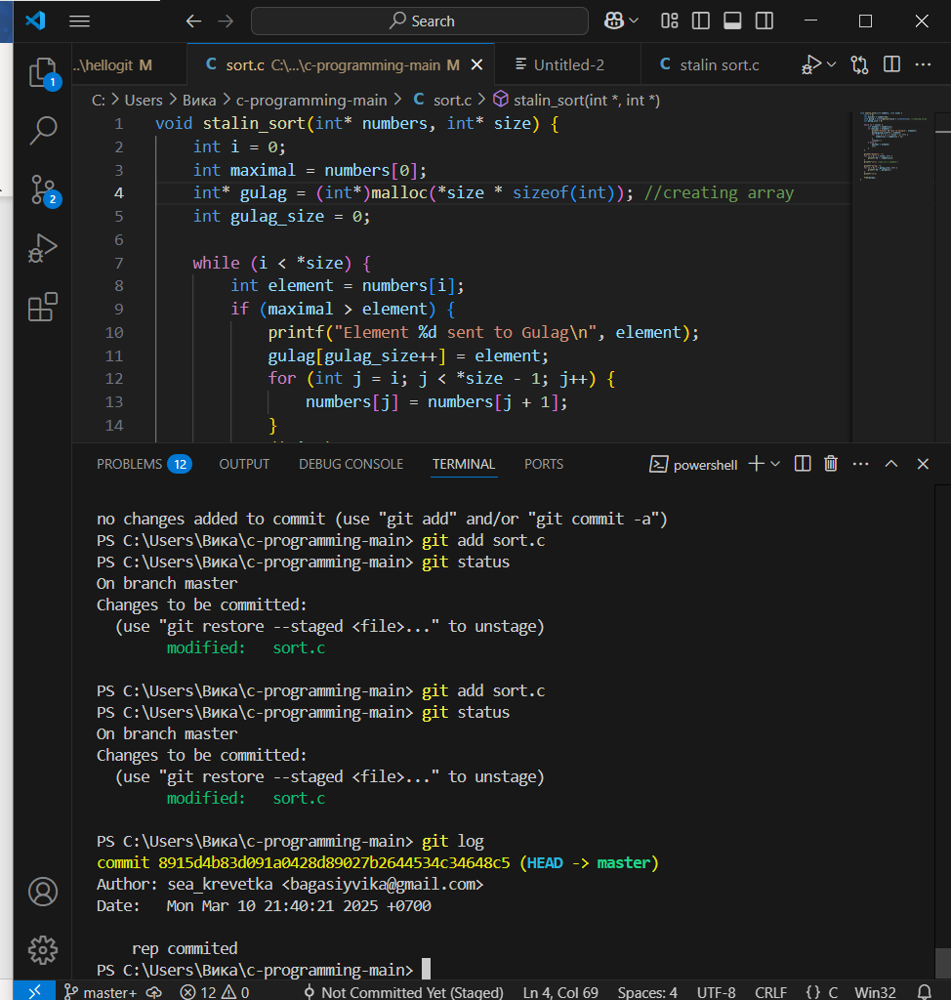 Search
..\hellogit M
C sort.c C:\...\c-programming-main M
Untitled-2
C stalin sort.c
C: > Users > Вика > c-programming-main > C sort.c > stalin_sort(int *, int *)
1 void stalin_sort(int* numbers, int* size) {
2 int i = 0;
3 int maximal = numbers[0];
4 int* gulag = (int*)malloc(*size * sizeof(int)); //creating array
5 int gulag_size = 0;
6
7 while (i < *size) {
8 int element = numbers[i];
9 if (maximal > element) {
10 printf("Element %d sent to Gulag\n", element);
11 gulag[gulag_size++] = element;
12 for (int j = i; j < *size - 1; j++) {
13 numbers[j] = numbers[j + 1];
14 }
1
2
PROBLEMS 12 OUTPUT DEBUG CONSOLE TERMINAL PORTS
powershell
no changes added to commit (use "git add" and/or "git commit -a")
PS C:\Users\Вика\c-programming-main> git add sort.c
PS C:\Users\Вика\c-programming-main> git status
On branch master
Changes to be committed:
(use "git restore --staged <file>..." to unstage)
modified: sort.c
PS C:\Users\Вика\c-programming-main> git add sort.c
PS C:\Users\Вика\c-programming-main> git status
On branch master
Changes to be committed:
(use "git restore --staged <file>..." to unstage)
modified: sort.c
PS C:\Users\Вика\c-programming-main> git log
commit 8915d4b83d091a0428d89027b2644534c34648c5 (HEAD -> master)
Author: sea_krevetka <bagasiyvika@gmail.com>
Date: Mon Mar 10 21:40:21 2025 +0700
rep commited
PS C:\Users\Вика\c-programming-main>
master+ 12 0 Not Committed Yet (Staged) Ln 4, Col 69 Spaces: 4 UTF-8 CRLF {} C Win32